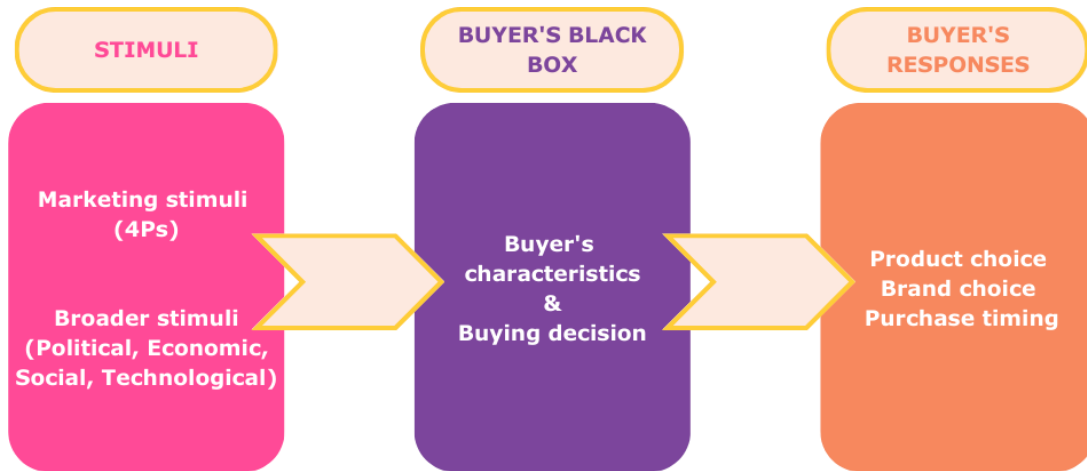 STIMULI
Marketing stimuli
(4Ps)
Broader stimuli
(Political, Economic,
Social, Technological)
BUYER'S BLACK
BOX
Buyer's
characteristics
&
Buying decision
BUYER'S
RESPONSES
Product choice
Brand choice
Purchase timing